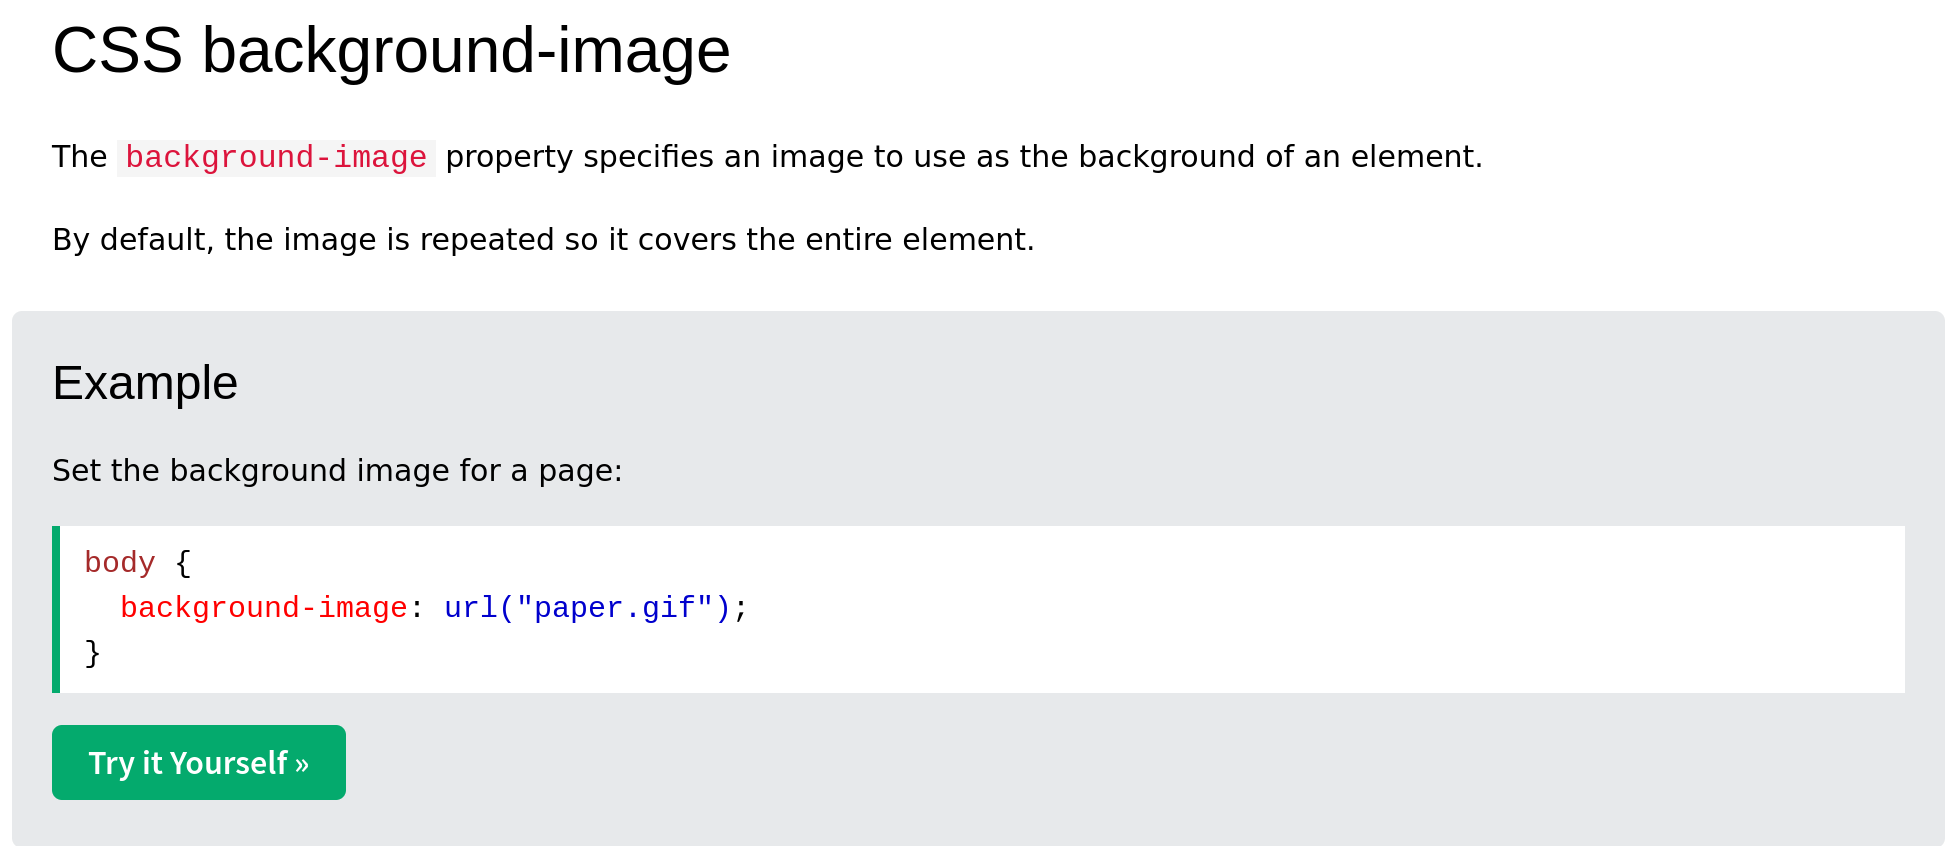 CSS background-image
The background-image property specifies an image to use as the background of an element.
By default, the image is repeated so it covers the entire element.
Example
Set the background image for a page:
body {
  background-image: url("paper.gif");
}
Try it Yourself »